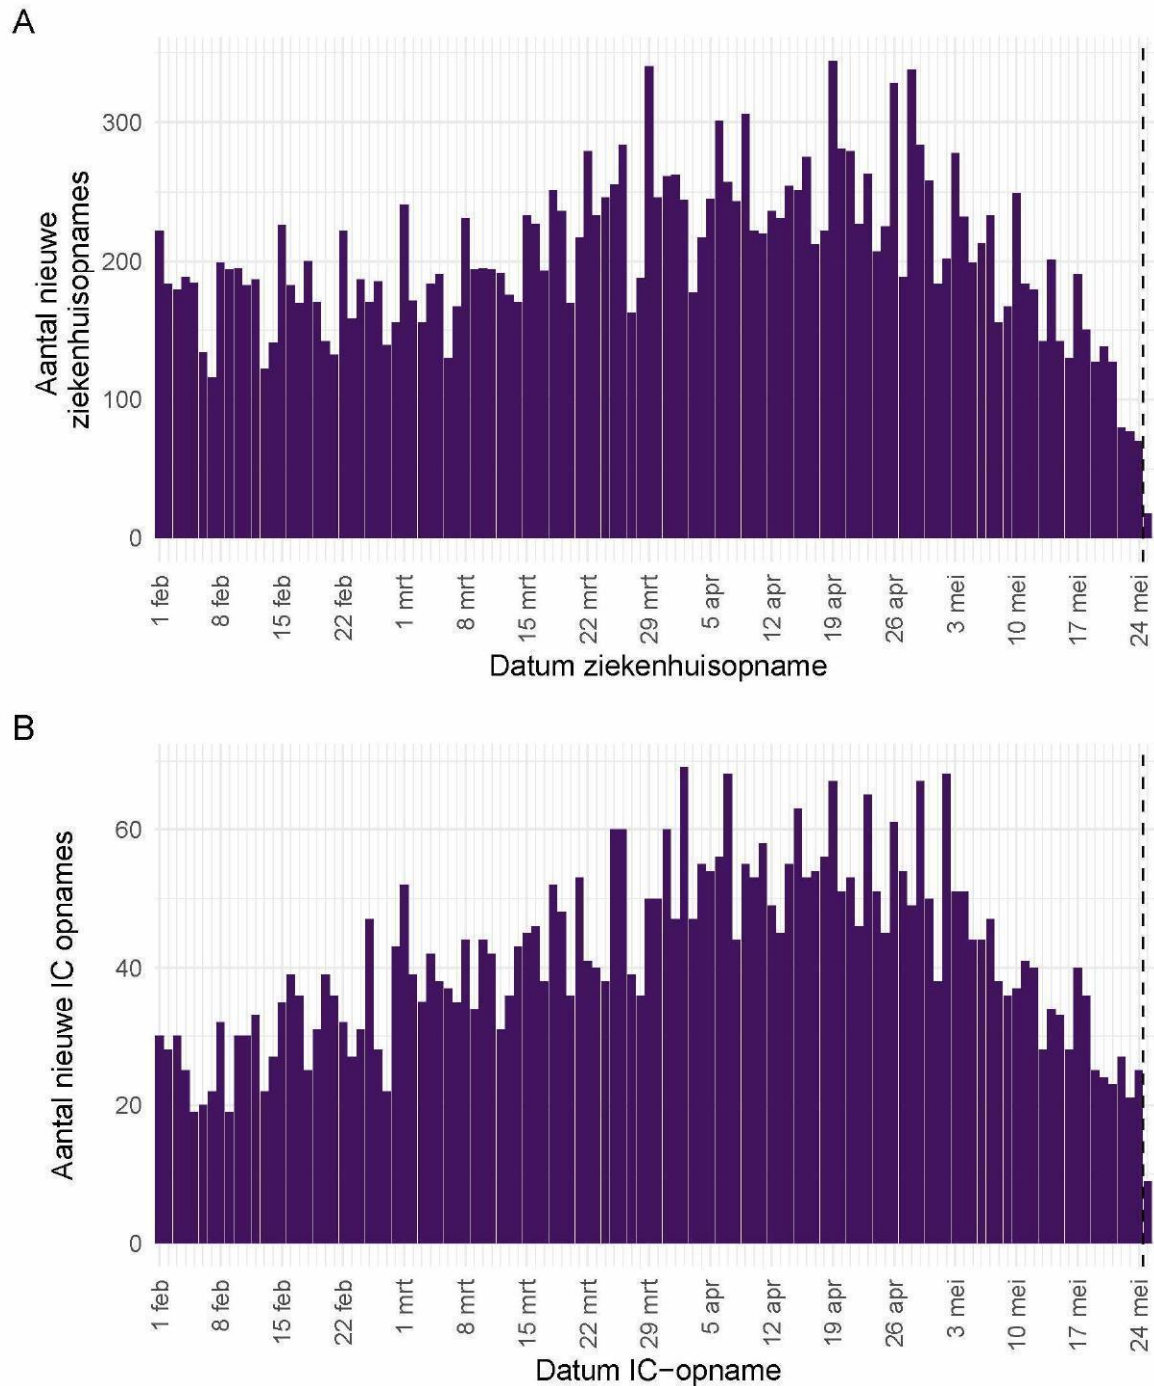 A
Aantal nieuwe
ziekenhuisopnames
300
200
100
0
1 feb
8 feb
15 feb
22 feb
1 mrt
8 mrt
15 mrt
22 mrt
29 mrt
5 apr
12 apr
19 apr
26 apr
3 mei
10 mei
17 mei
24 mei
Datum ziekenhuisopname
B
Aantal nieuwe IC opnames
60
40
20
0
1 feb
8 feb
15 feb
22 feb
1 mrt
8 mrt
15 mrt
22 mrt
29 mrt
5 apr
12 apr
19 apr
26 apr
3 mei
10 mei
17 mei
24 mei
Datum IC−opname